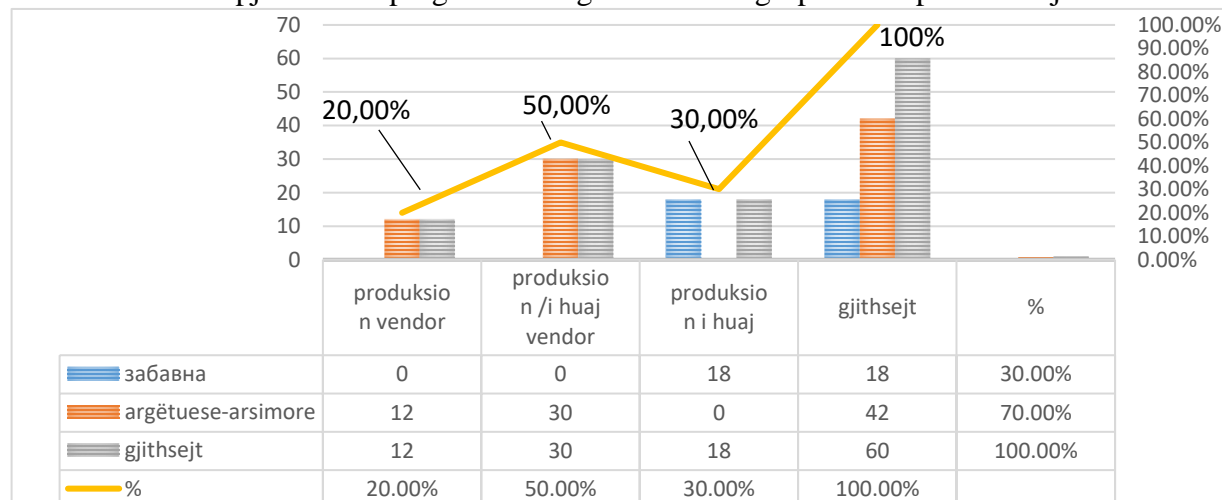 70
60
50
40
30
20
10
0
100.00%
90.00%
80.00%
70.00%
60.00%
50.00%
40.00%
30.00%
20.00%
10.00%
0.00%
20,00%
50,00%
30,00%
100%
produksio
n vendor
produksio
n /i huaj
vendor
produksio
n i huaj
gjithsejt
%
забавна 0 0 18 18 30.00%
argëtuese-arsimore 12 30 0 42 70.00%
gjithsejt 12 30 18 60 100.00%
% 20.00% 50.00% 30.00% 100.00%